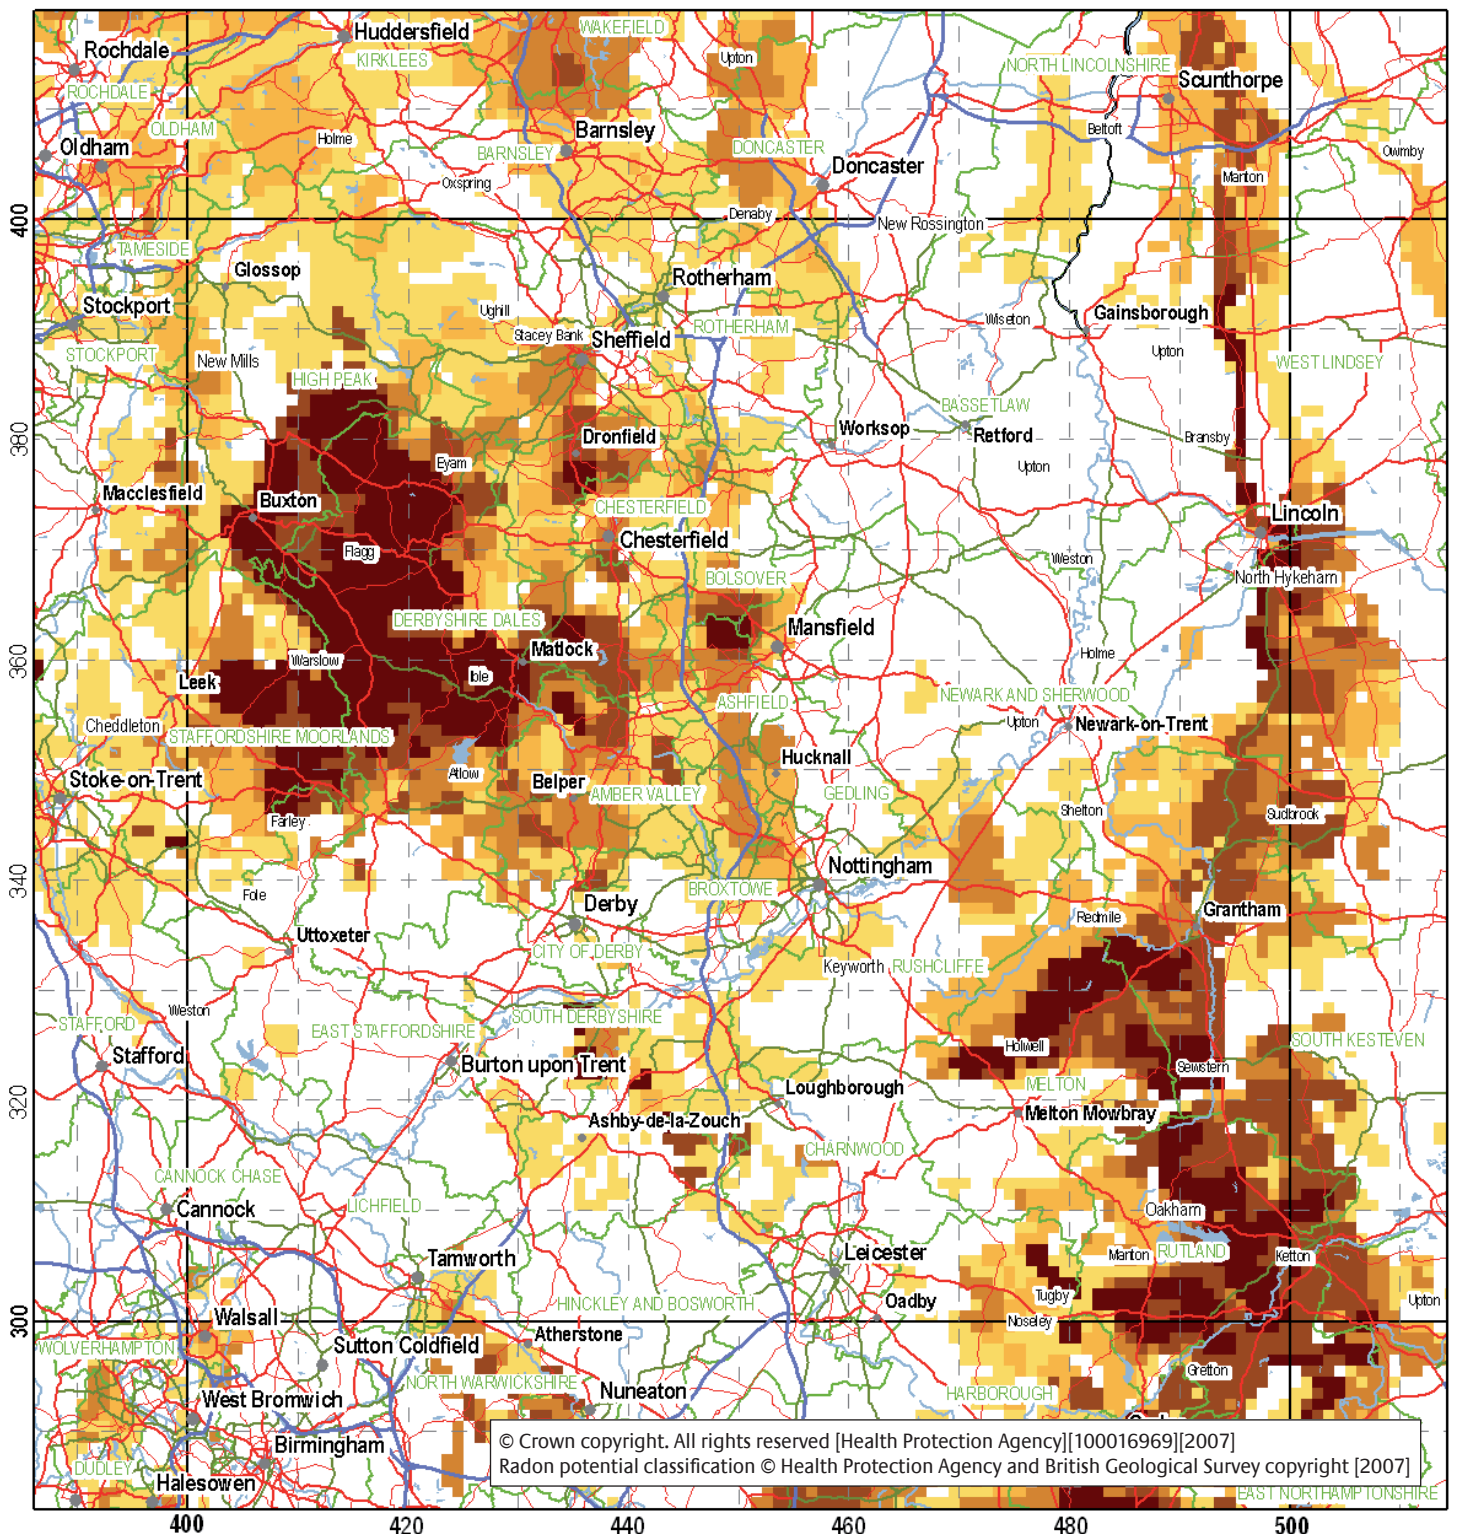 Huddersfield
WAKEFIELD
Rochdale
KIRKLEES
Upton
NORTH LINCOLNSHIRE
Scunthorpe
ROCHDALE
OLDHAM
Holme
Barnsley
Beltoft
Oldham
BARNSLEY
DONCASTER
Doncaster
Owmby
Oxspring
Manton
400
Denaby
New Rossington
TAMESIDE
Glossop
Rotherham
Stockport
Ughill
Wiseton
Gainsborough
Stacey Bank
Sheffield
ROTHERHAM
STOCKPORT
New Mills
Upton
WEST LINDSEY
HIGH PEAK
BASSETLAW
380
Dronfield
Worksop
Retford
Bransby
Eyam
Upton
Macclesfield
Buxton
CHESTERFIELD
Lincoln
Flagg
Chesterfield
Weston
BOLSOVER
North Hykeham
DERBYSHIRE DALES
Mansfield
360
Warslow
Matlock
Holme
Leek
Ible
NEWARK AND SHERWOOD
ASHFIELD
Cheddleton
Upton
Newark-on-Trent
STAFFORDSHIRE MOORLANDS
Hucknall
Stoke-on-Trent
Atlow
Belper
AMBER VALLEY
GEDLING
Farley
Shelton
Sudbrook
340
Nottingham
Fole
BROXTOWE
Derby
Redmile
Grantham
Uttoxeter
CITY OF DERBY
Keyworth
RUSHCLIFFE
Weston
STAFFORD
EAST STAFFORDSHIRE
SOUTH DERBYSHIRE
Holwell
SOUTH KESTEVEN
Stafford
Burton upon Trent
Sewstern
320
Loughborough
MELTON
Ashby-de-la-Zouch
Melton Mowbray
CHARNWOOD
CANNOCK CHASE
Cannock
LICHFIELD
Oakham
Tamworth
Leicester
Manton
RUTLAND
Ketton
Tugby
HINCKLEY AND BOSWORTH
Oadby
Upton
300
Walsall
Noseley
WOLVERHAMPTON
Sutton Coldfield
Atherstone
NORTH WARWICKSHIRE
Gretton
West Bromwich
Nuneaton
HARBOROUGH
Birmingham
© Crown copyright. All rights reserved [Health Protection Agency][100016969][2007]
DUDLEY
Radon potential classification © Health Protection Agency and British Geological Survey copyright [2007]
Halesowen
EAST NORTHAMPTONSHIRE
400 420 440 460 480 500